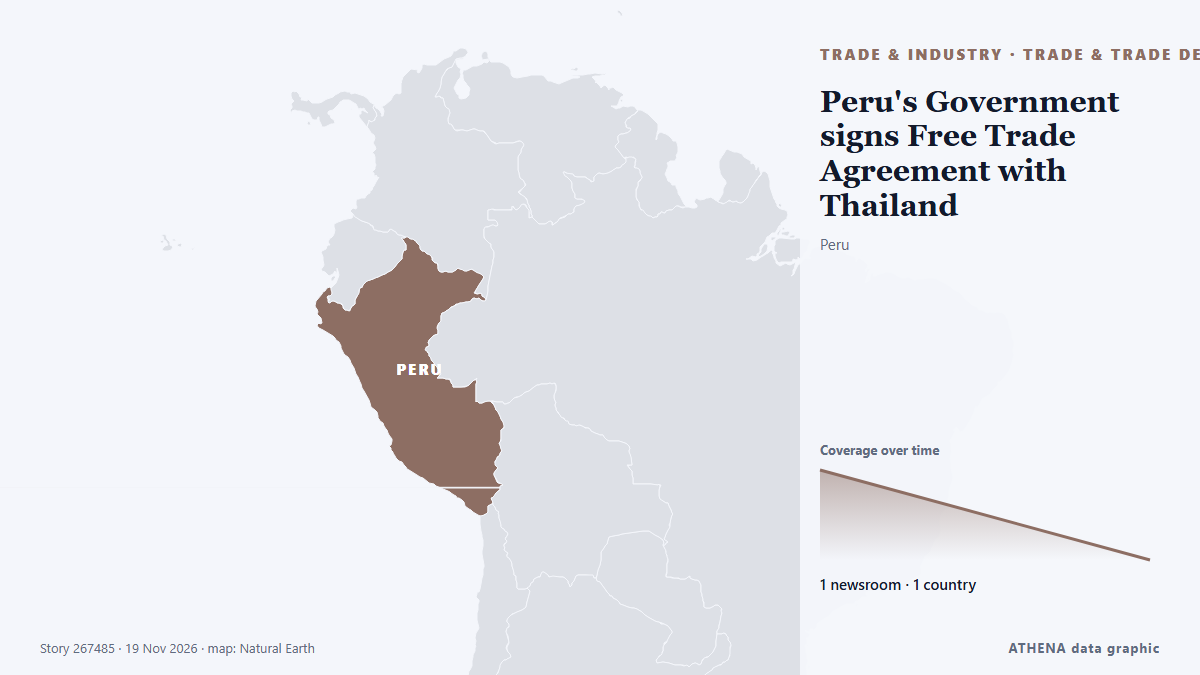 TRADE & INDUSTRY · TRADE & TRADE DE
Peru's Government
signs Free Trade
Agreement with
Thailand
Peru
PERU
Coverage over time
1 newsroom · 1 country
Story 267485 · 19 Nov 2026 · map: Natural Earth
ATHENA data graphic